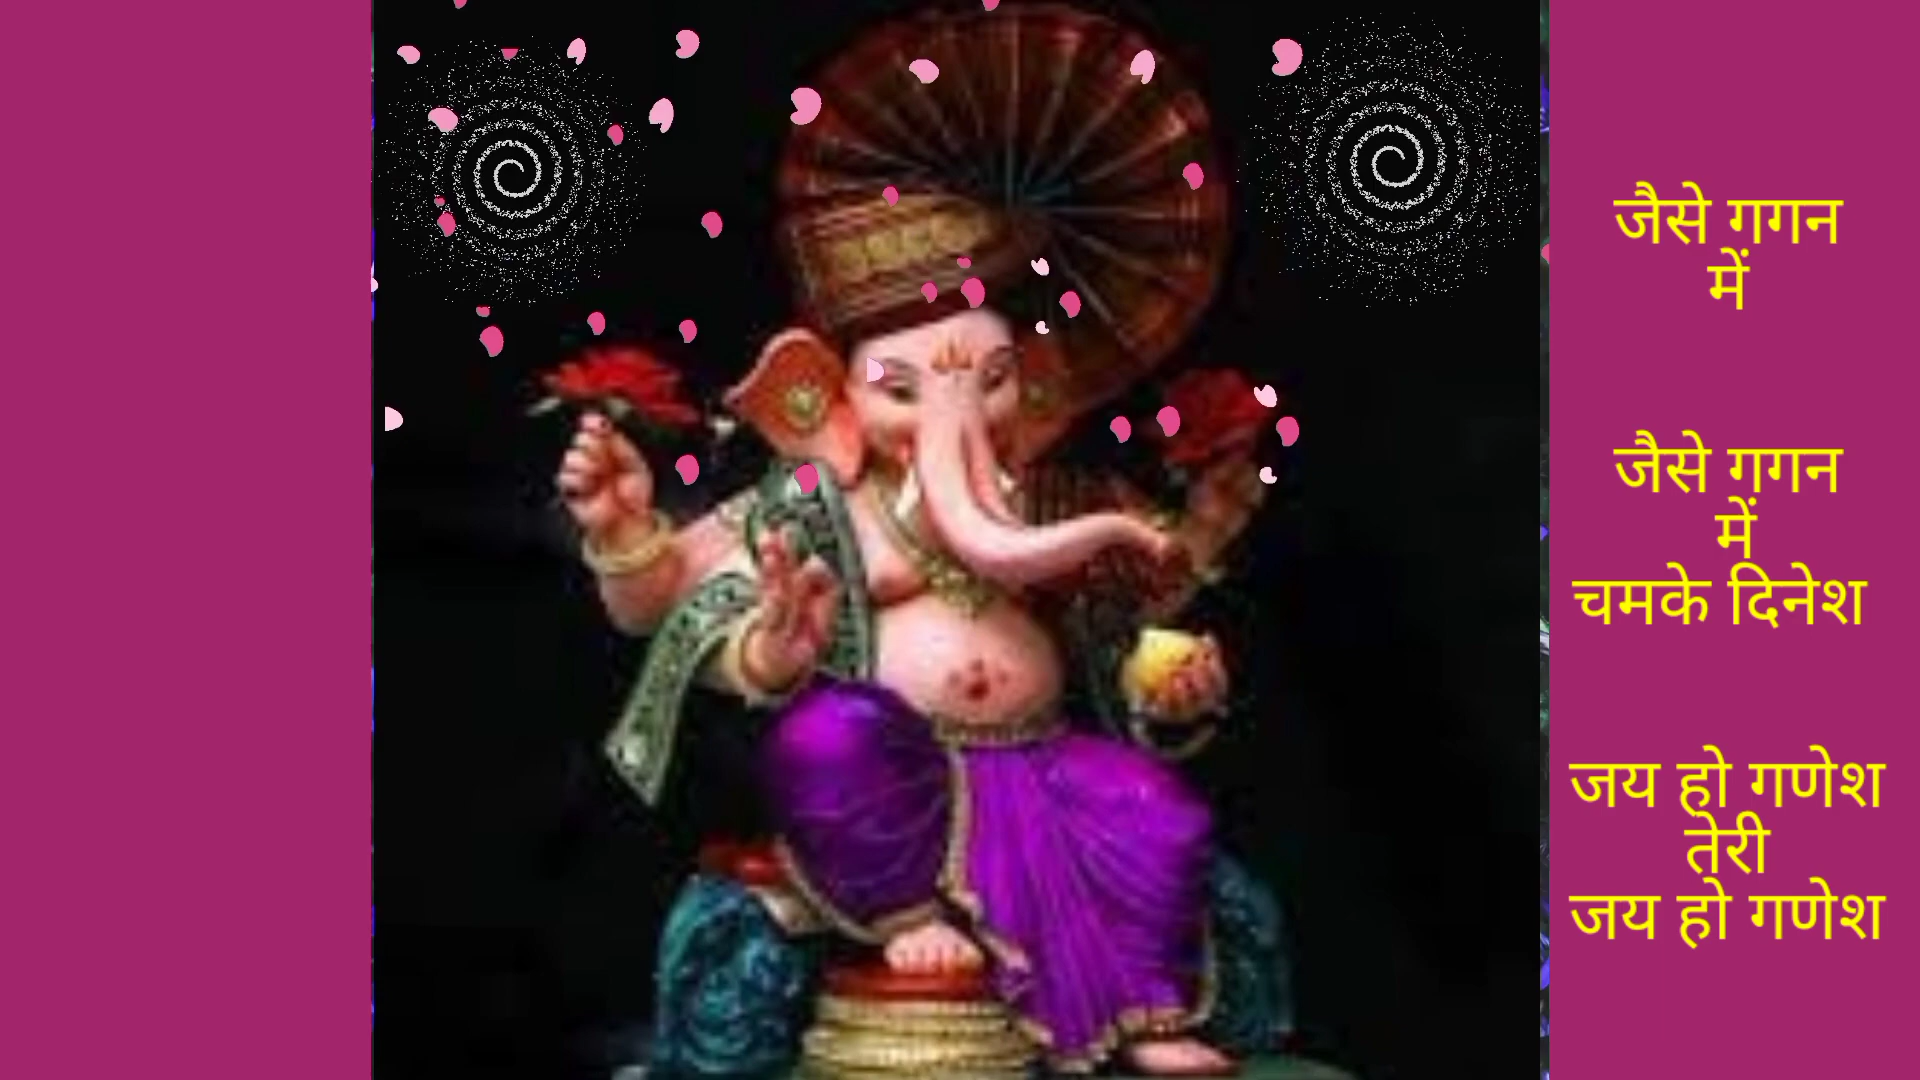 जैसे गगन
में
जैसे गगन
में
चमके दिनेश
जय हो गणेश
तेरी
जय हो गणेश